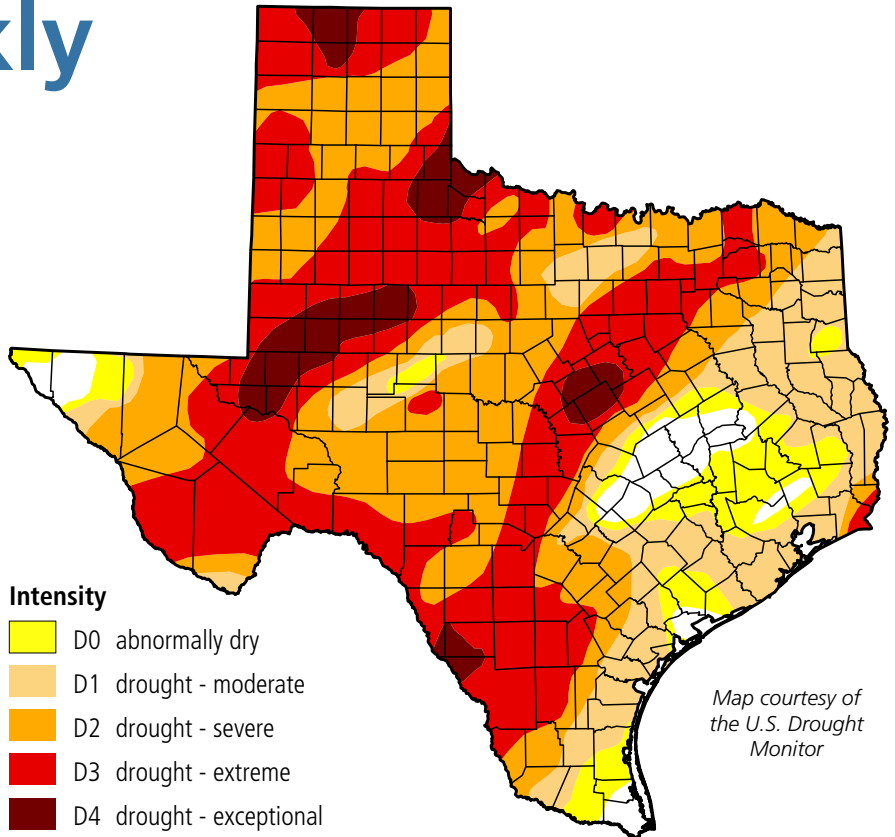 kly
Intensity
D0 abnormally dry
D1 drought - moderate
D2 drought - severe
D3 drought - extreme
D4 drought - exceptional
Map courtesy of
the U.S. Drought
Monitor